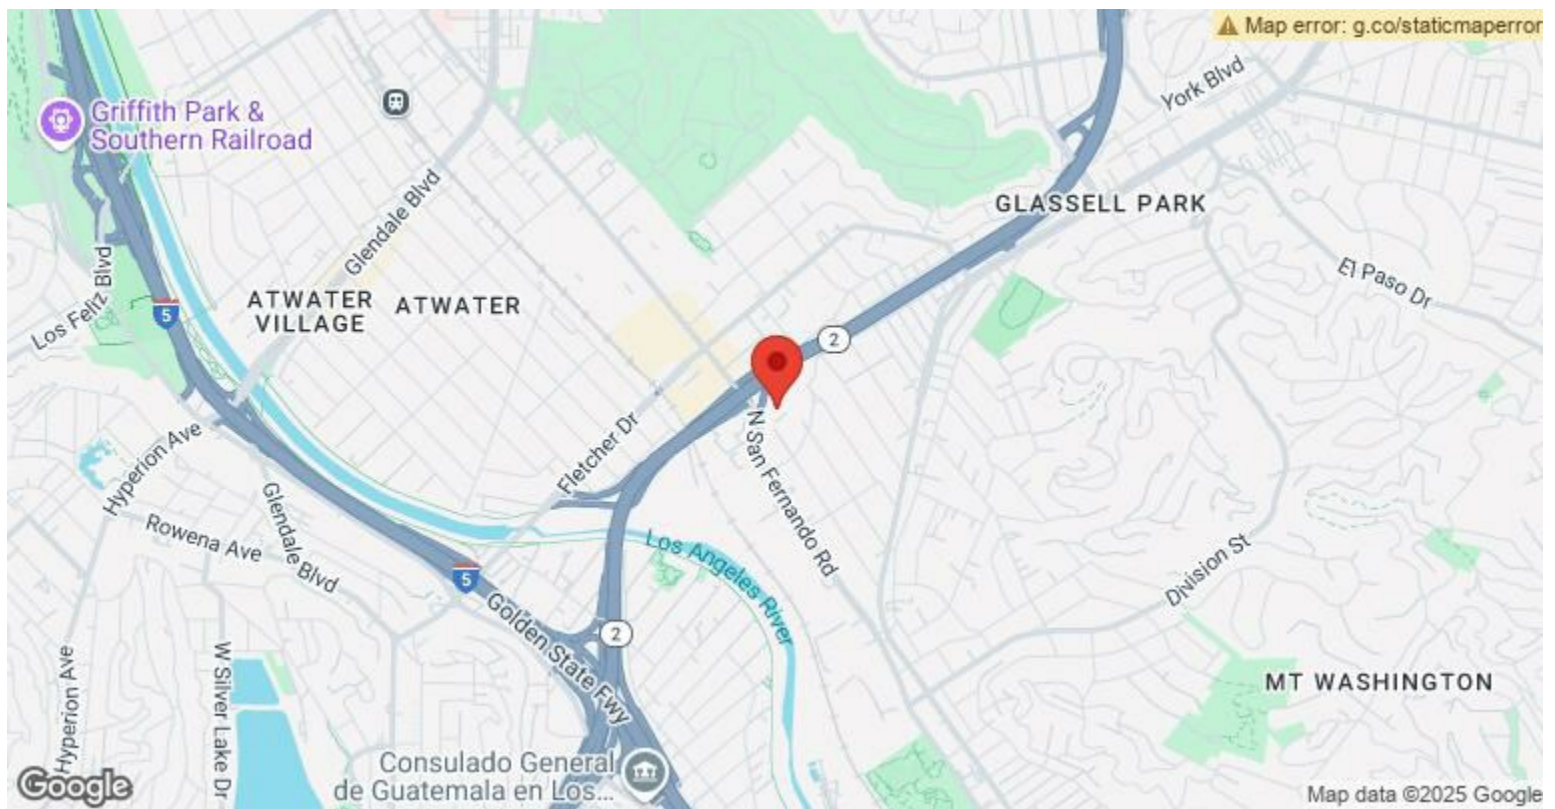 Map error: g.co/staticmaperror
York Blvd
Griffith Park &
Southern Railroad
Glendale Blvd
GLASSELL PARK
Los Feliz Blvd
El Paso Dr
ATWATER
VILLAGE
ATWATER
5
2
Hyperion Ave
Fletcher Dr
N San Fernando Rd
Glendale Blvd
Rowena Ave
Los Angeles River
Division St
5
Golden State Fwy
2
Hyperion Ave
W Silver Lake Dr
MT WASHINGTON
Consulado General
de Guatemala en Los...
Google
Map data ©2025 Google